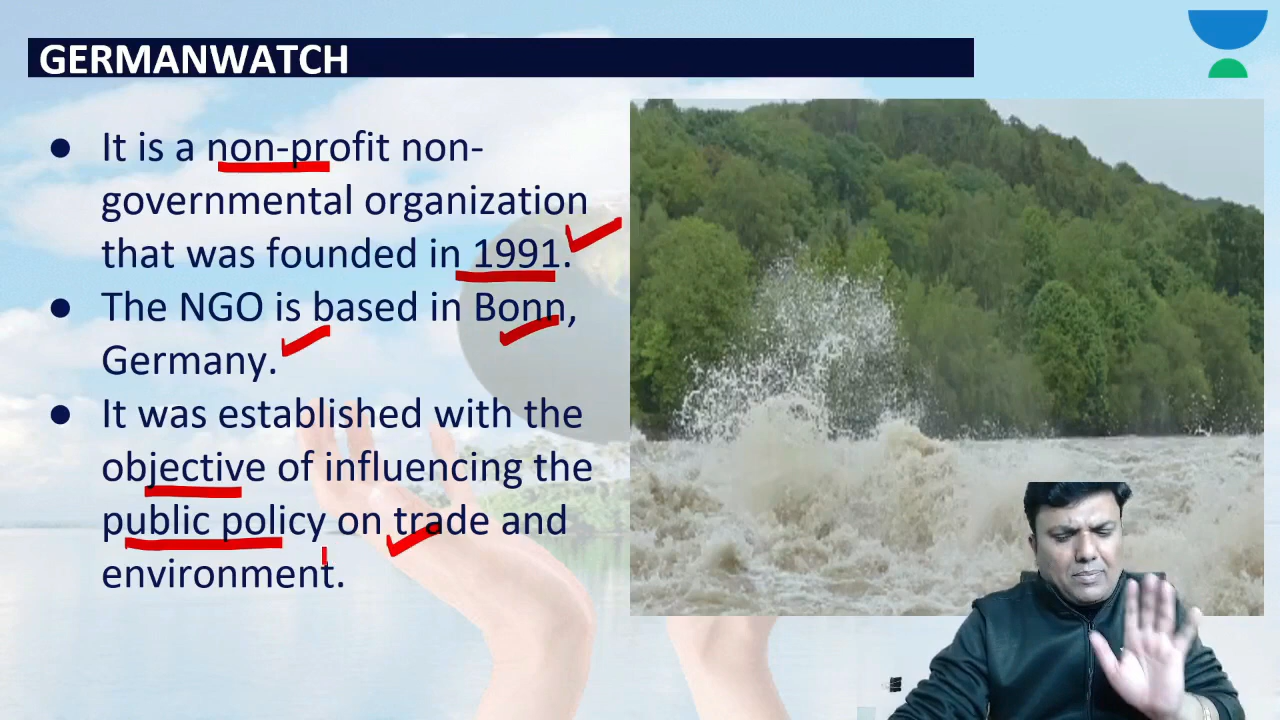 GERMANWATCH
● It is a non-profit non-
governmental organization
that was founded in 1991.
● The NGO is based in Bonn,
Germany.
● It was established with the
objective of influencing the
public policy on trade and
environment.